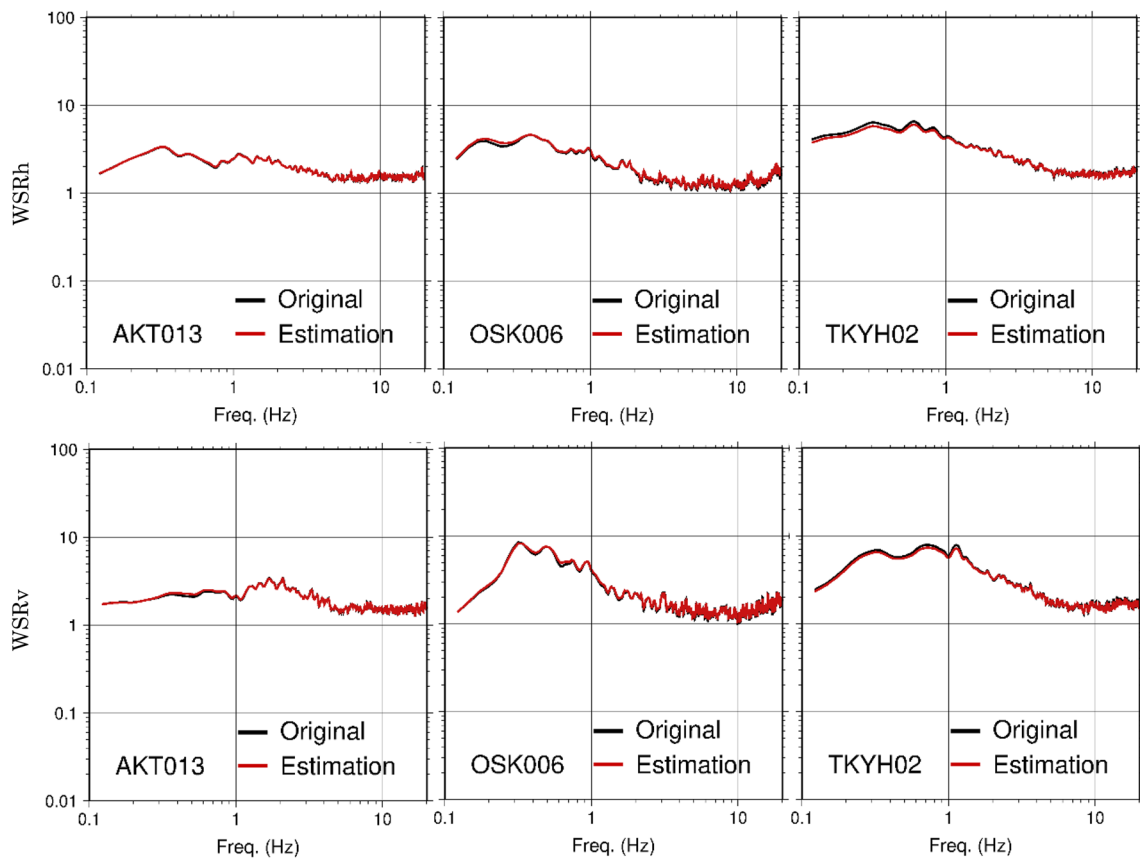 100
10
1
0.1
0.01
WSRh
Original
Estimation
AKT013
0.1
1
10
Freq. (Hz)
Original
Estimation
OSK006
0.1
1
10
Freq. (Hz)
Original
Estimation
TKYH02
0.1
1
10
Freq. (Hz)
100
10
1
0.1
0.01
WSRv
Original
Estimation
AKT013
0.1
1
10
Freq. (Hz)
Original
Estimation
OSK006
0.1
1
10
Freq. (Hz)
Original
Estimation
TKYH02
0.1
1
10
Freq. (Hz)